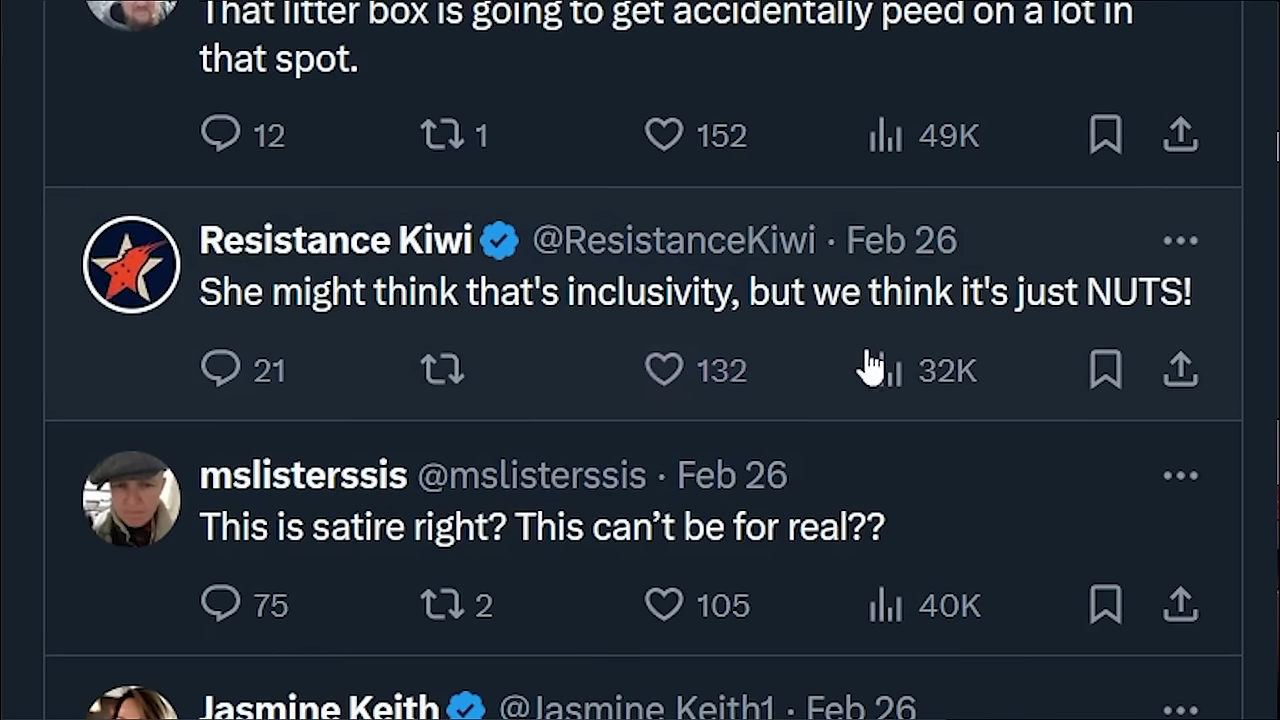 That litter box is going to get accidentally peed on a lot in
that spot.
12 1 152 49K
Resistance Kiwi @ResistanceKiwi · Feb 26
She might think that's inclusivity, but we think it's just NUTS!
21 132 32K
mslisterssis @mslisterssis · Feb 26
This is satire right? This can’t be for real??
75 2 105 40K
Jasmine Keith @Jasmine_Keith1 · Feb 26